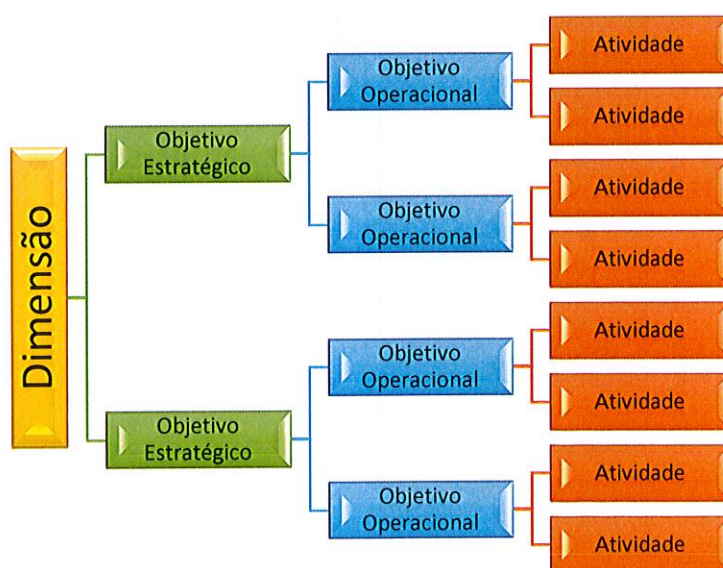 Dimensão
Objetivo
Estratégico
Objetivo
Operacional
Atividade
Atividade
Objetivo
Operacional
Atividade
Atividade
Objetivo
Estratégico
Objetivo
Operacional
Atividade
Atividade
Objetivo
Operacional
Atividade
Atividade